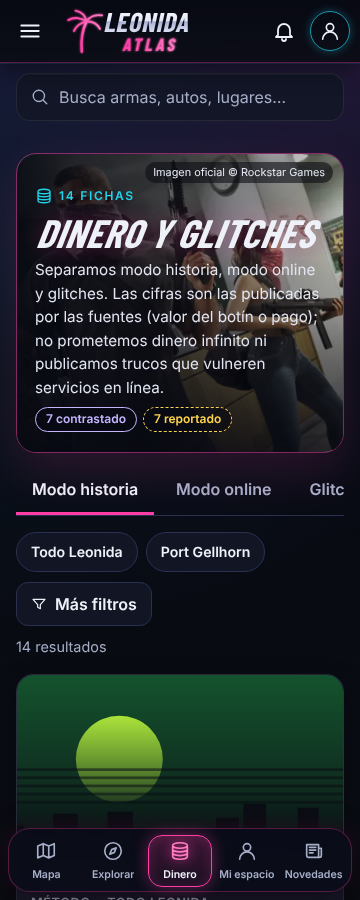 LEONIDA
ATLAS
Busca armas, autos, lugares...
Imagen oficial © Rockstar Games
14 FICHAS
DINERO Y GLITCHES
Separamos modo historia, modo online
y glitches. Las cifras son las publicadas
por las fuentes (valor del botín o pago);
no prometemos dinero infinito ni
publicamos trucos que vulneren
servicios en línea.
7 contrastado 7 reportado
Modo historia Modo online Glitc
Todo Leonida Port Gellhorn
Más filtros
14 resultados
Mapa Explorar Dinero Mi espacio Novedades